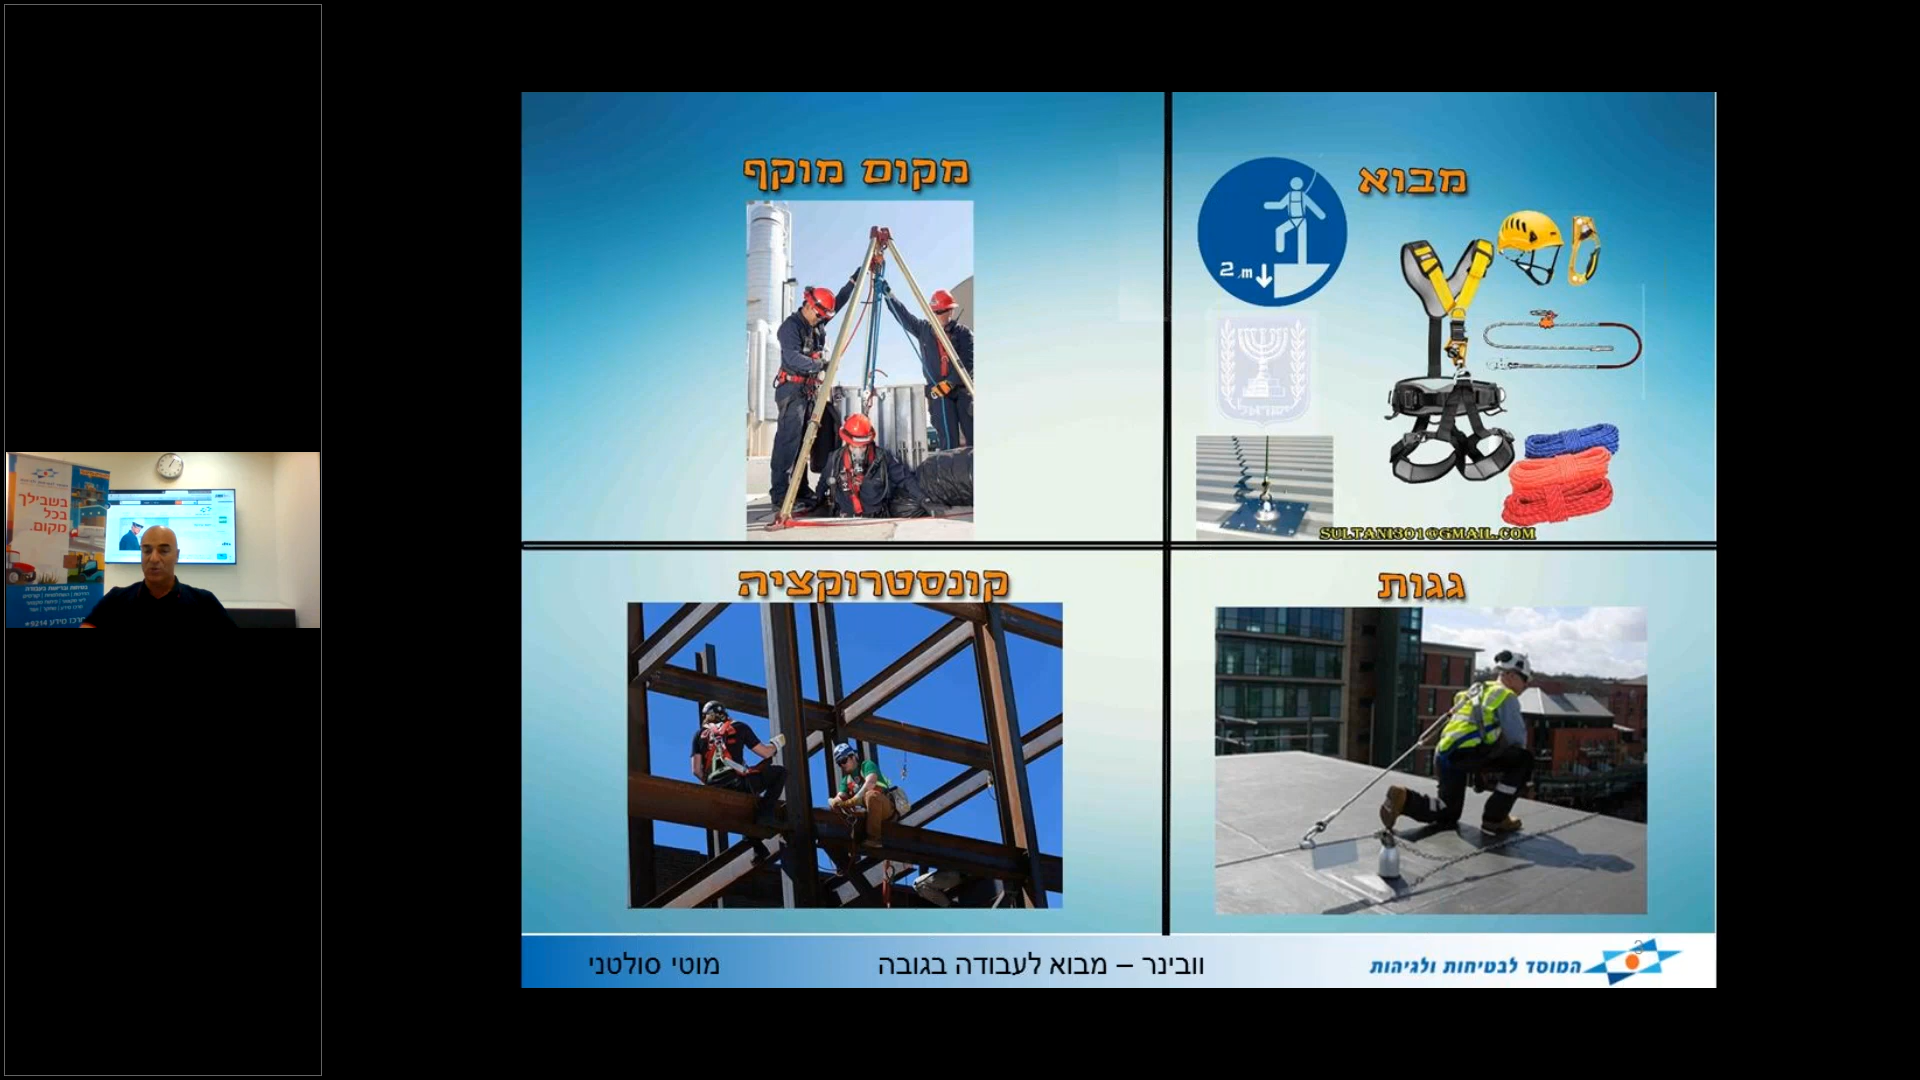 מבוא
2 m
ישראל
SULTANI301@GMAIL.COM
מקום מוקף
גגות
קונסטרוקציה
המוסד לבטיחות ולגיהות
וובינר – מבוא לעבודה בגובה
מוטי סולטני
בשבילך
בכל
מקום.